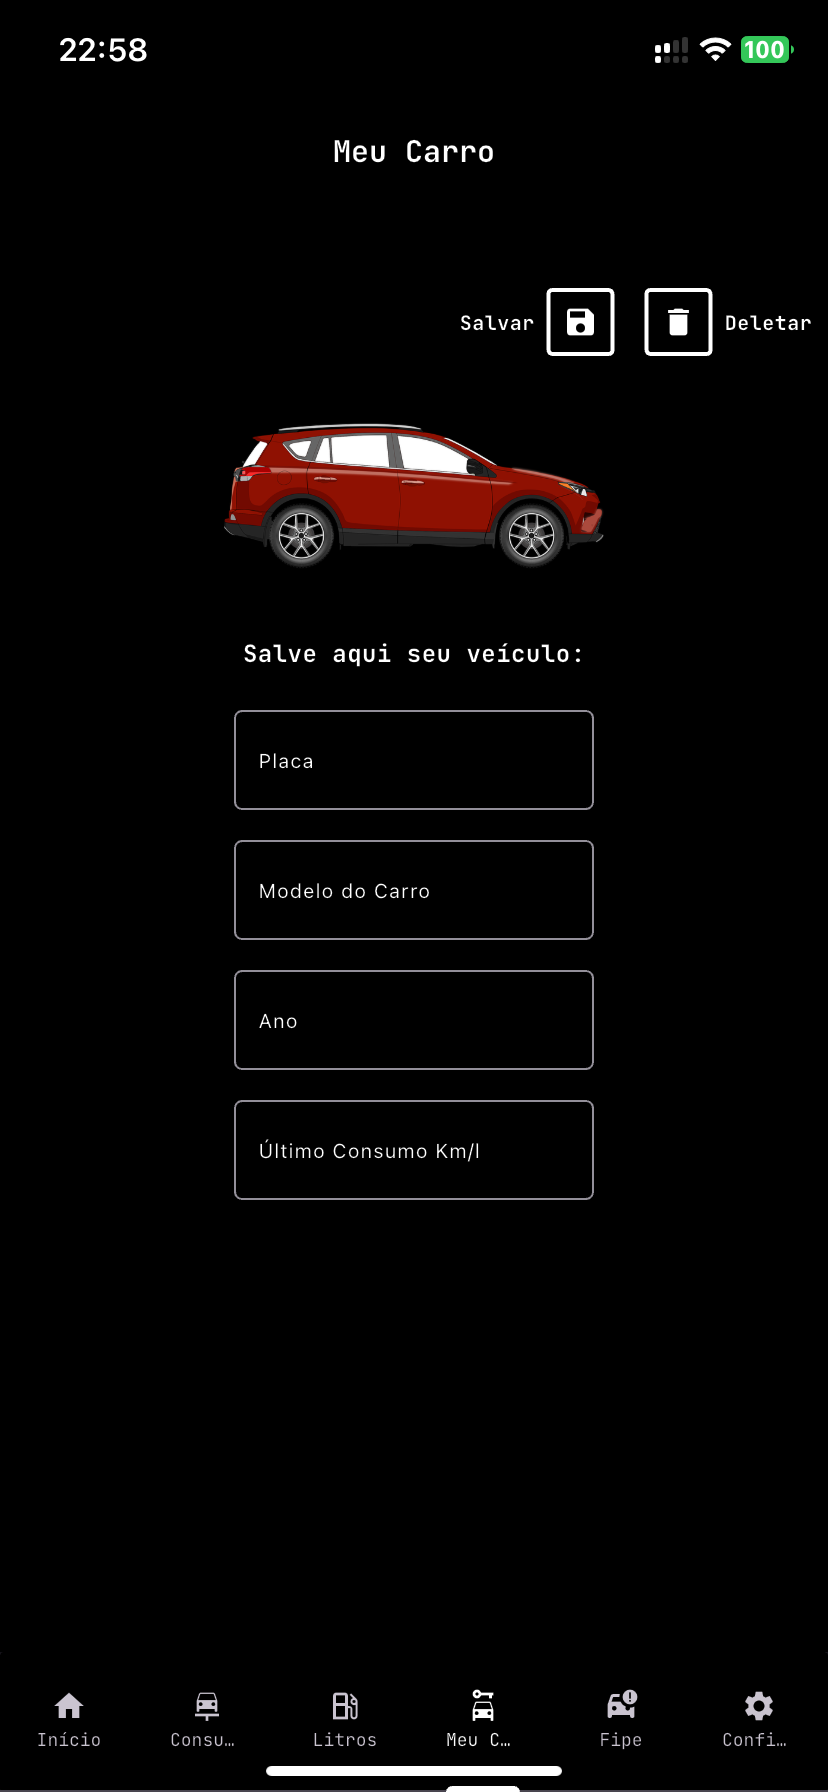 22:58
100
Meu Carro
Salvar
Deletar
Salve aqui seu veículo:
Placa
Modelo do Carro
Ano
Último Consumo Km/l
Início
Consu…
Litros
Meu C…
Fipe
Confi…